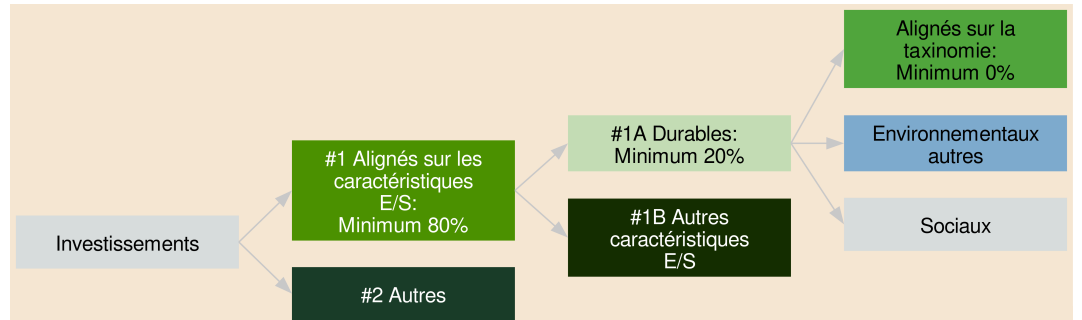 Investissements
#1 Alignés sur les
caractéristiques
E/S:
Minimum 80%
#2 Autres
#1A Durables:
Minimum 20%
#1B Autres
caractéristiques
E/S
Alignés sur la
taxinomie:
Minimum 0%
Environnementaux
autres
Sociaux